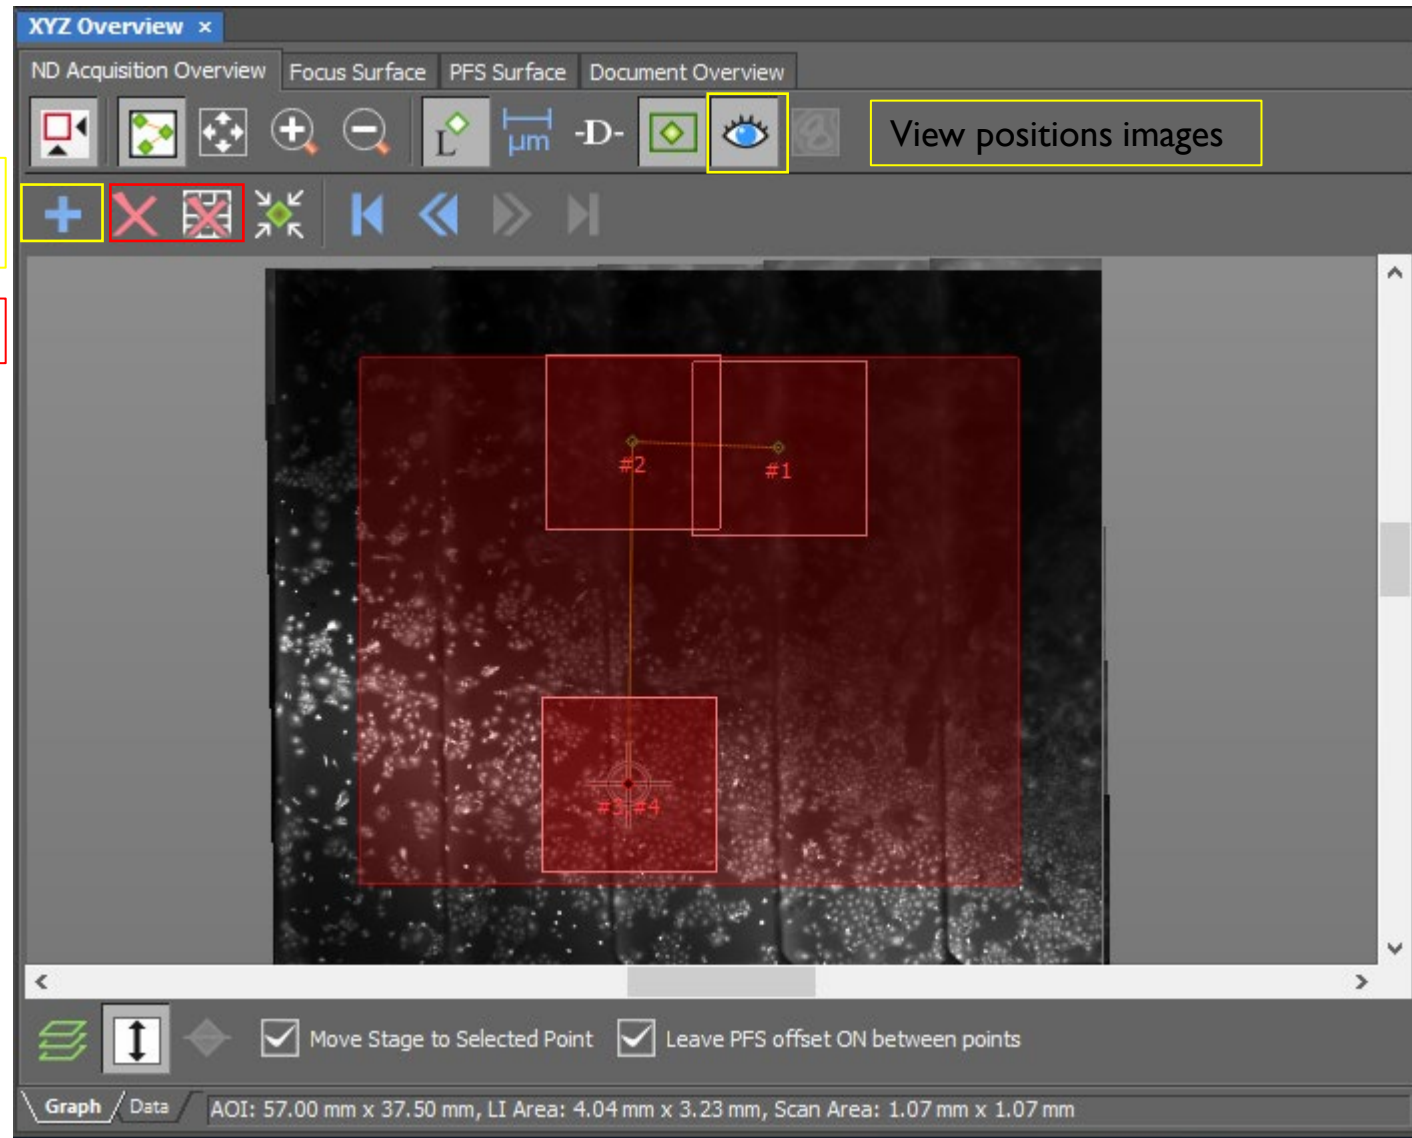 XYZ Overview ×
ND Acquisition Overview Focus Surface PFS Surface Document Overview
L µm -D- View positions images
#2 #1
#3,#4
Move Stage to Selected Point Leave PFS offset ON between points
Graph Data AOI: 57.00 mm x 37.50 mm, LI Area: 4.04 mm x 3.23 mm, Scan Area: 1.07 mm x 1.07 mm